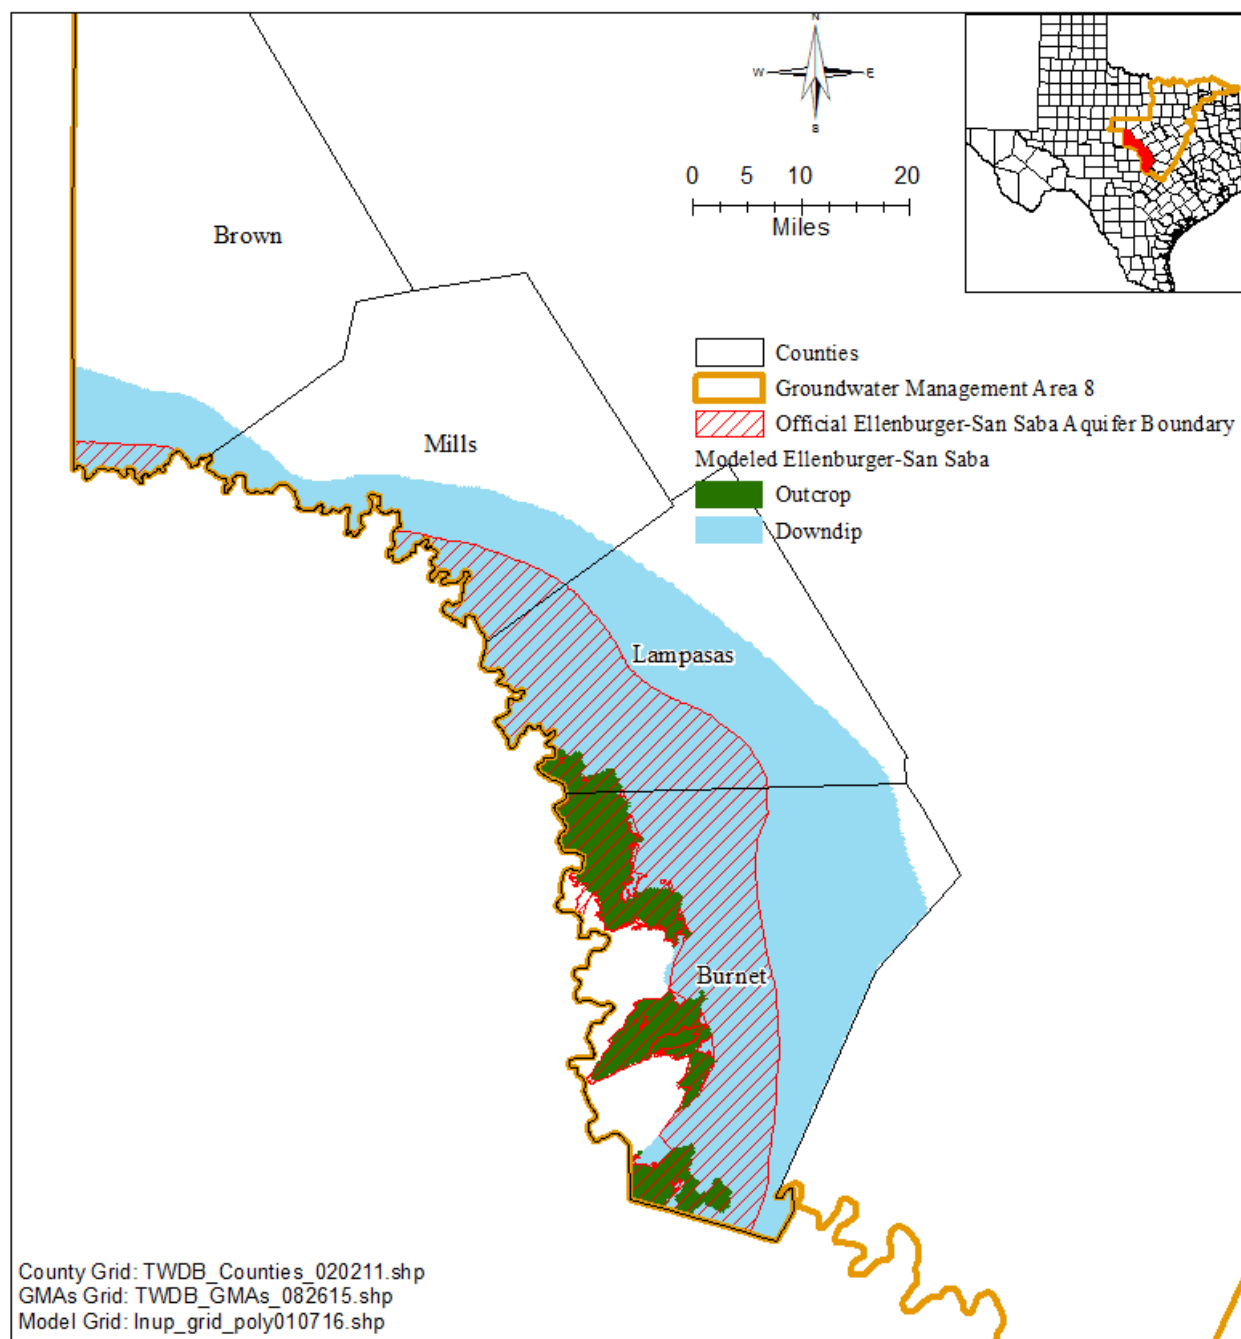 N
W E
S
0 5 10 20
Miles
Brown
Counties
Groundwater Management Area 8
Official Ellenburger-San Saba Aquifer Boundary
Mills
Modeled Ellenburger-San Saba
Outcrop
Downdip
Lampasas
Burnet
County Grid: TWDB_Counties_020211.shp
GMAs Grid: TWDB_GMAs_082615.shp
Model Grid: lnup_grid_poly010716.shp